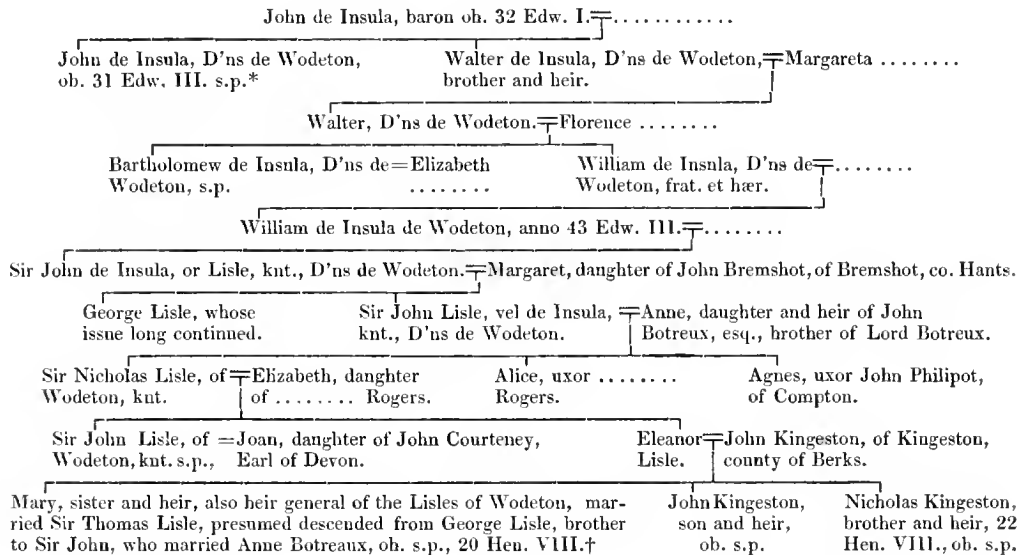 John de Insula, baron ob. 32 Edw. I. = ............
John de Insula, D'ns de Wodeton,
ob. 31 Edw. III. s.p.*
Walter de Insula, D'ns de Wodeton, = Margareta ........
brother and heir.
Walter, D'ns de Wodeton. = Florence ........
Bartholomew de Insula, D'ns de = Elizabeth
Wodeton, s.p. ........
William de Insula, D'ns de = ........
Wodeton, frat. et hær.
William de Insula de Wodeton, anno 43 Edw. III. = ........
Sir John de Insula, or Lisle, knt., D'ns de Wodeton. = Margaret, daughter of John Bremshot, of Bremshot, co. Hants.
George Lisle, whose
issue long continued.
Sir John Lisle, vel de Insula, = Anne, daughter and heir of John
knt., D'ns de Wodeton. Botreux, esq., brother of Lord Botreux.
Sir Nicholas Lisle, of = Elizabeth, daughter
Wodeton, knt. of ........ Rogers.
Alice, uxor ........
Rogers.
Agnes, uxor John Philipot,
of Compton.
Sir John Lisle, of = Joan, daughter of John Courteney,
Wodeton, knt. s.p., Earl of Devon.
Eleanor = John Kingeston, of Kingeston,
Lisle. county of Berks.
Mary, sister and heir, also heir general of the Lisles of Wodeton, mar-
ried Sir Thomas Lisle, presumed descended from George Lisle, brother
to Sir John, who married Anne Botreaux, ob. s.p., 20 Hen. VIII.†
John Kingeston,
son and heir,
ob. s.p.
Nicholas Kingeston,
brother and heir, 22
Hen. VIII., ob. s.p.